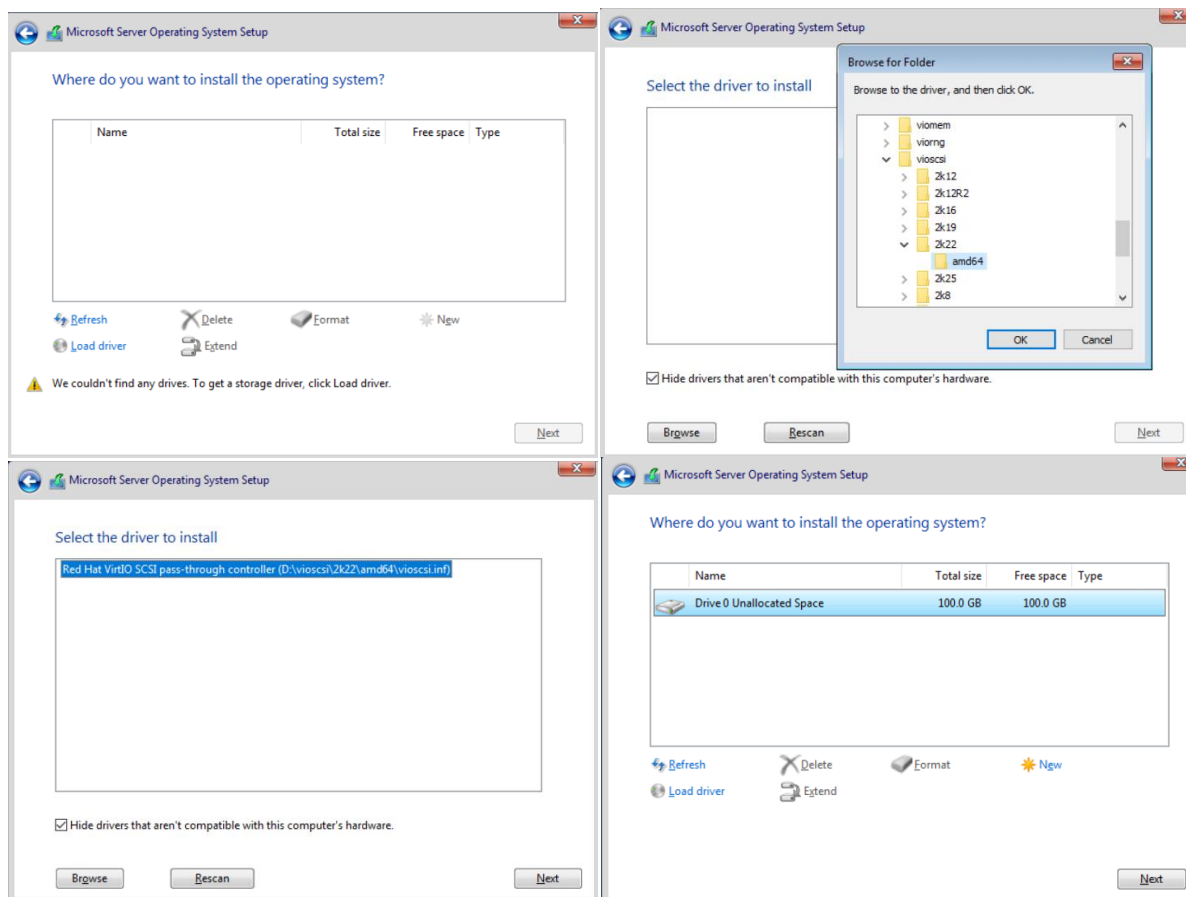 Microsoft Server Operating System Setup
Where do you want to install the operating system?
Name Total size Free space Type
Refresh Delete Format New
Load driver Extend
We couldn't find any drives. To get a storage driver, click Load driver.
Next
Microsoft Server Operating System Setup
Select the driver to install
Browse for Folder
Browse to the driver, and then click OK.
viomem
viorng
vioscsi
2k12
2k12R2
2k16
2k19
2k22
amd64
2k25
2k8
OK Cancel
Hide drivers that aren't compatible with this computer's hardware.
Browse Rescan Next
Microsoft Server Operating System Setup
Select the driver to install
Red Hat VirtIO SCSI pass-through controller (D:\vioscsi\2k22\amd64\vioscsi.inf)
Hide drivers that aren't compatible with this computer's hardware.
Browse Rescan Next
Microsoft Server Operating System Setup
Where do you want to install the operating system?
Name Total size Free space Type
Drive 0 Unallocated Space 100.0 GB 100.0 GB
Refresh Delete Format New
Load driver Extend
Next